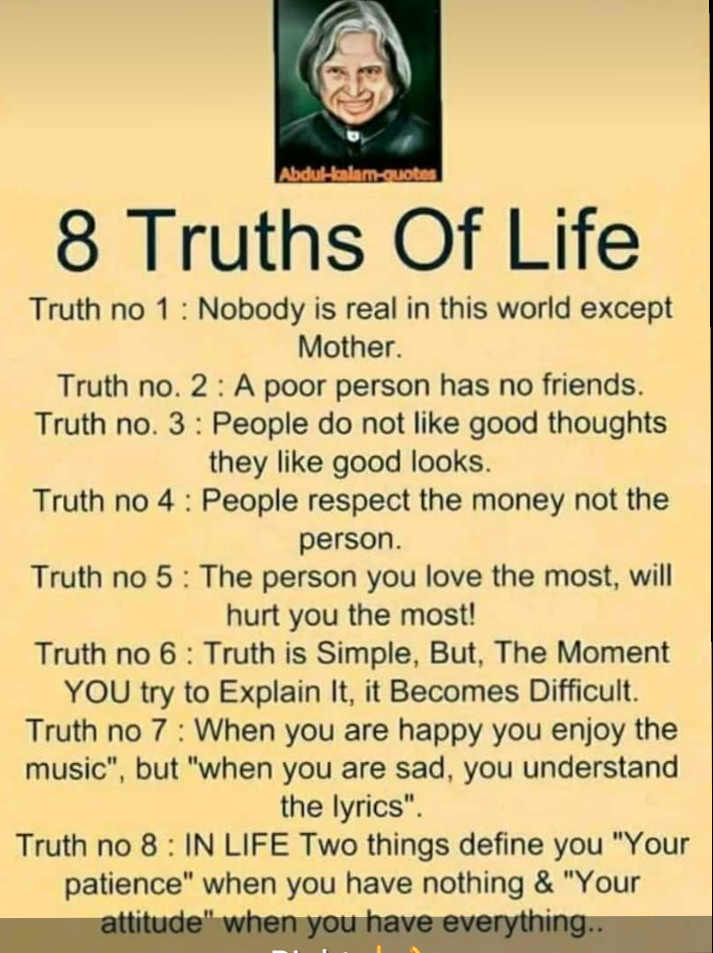 Abdul-kalam-quotes
8 Truths Of Life
Truth no 1 : Nobody is real in this world except
Mother.
Truth no. 2 : A poor person has no friends.
Truth no. 3 : People do not like good thoughts
they like good looks.
Truth no 4 : People respect the money not the
person.
Truth no 5 : The person you love the most, will
hurt you the most!
Truth no 6 : Truth is Simple, But, The Moment
YOU try to Explain It, it Becomes Difficult.
Truth no 7 : When you are happy you enjoy the
music", but "when you are sad, you understand
the lyrics".
Truth no 8 : IN LIFE Two things define you "Your
patience" when you have nothing & "Your
attitude" when you have everything..